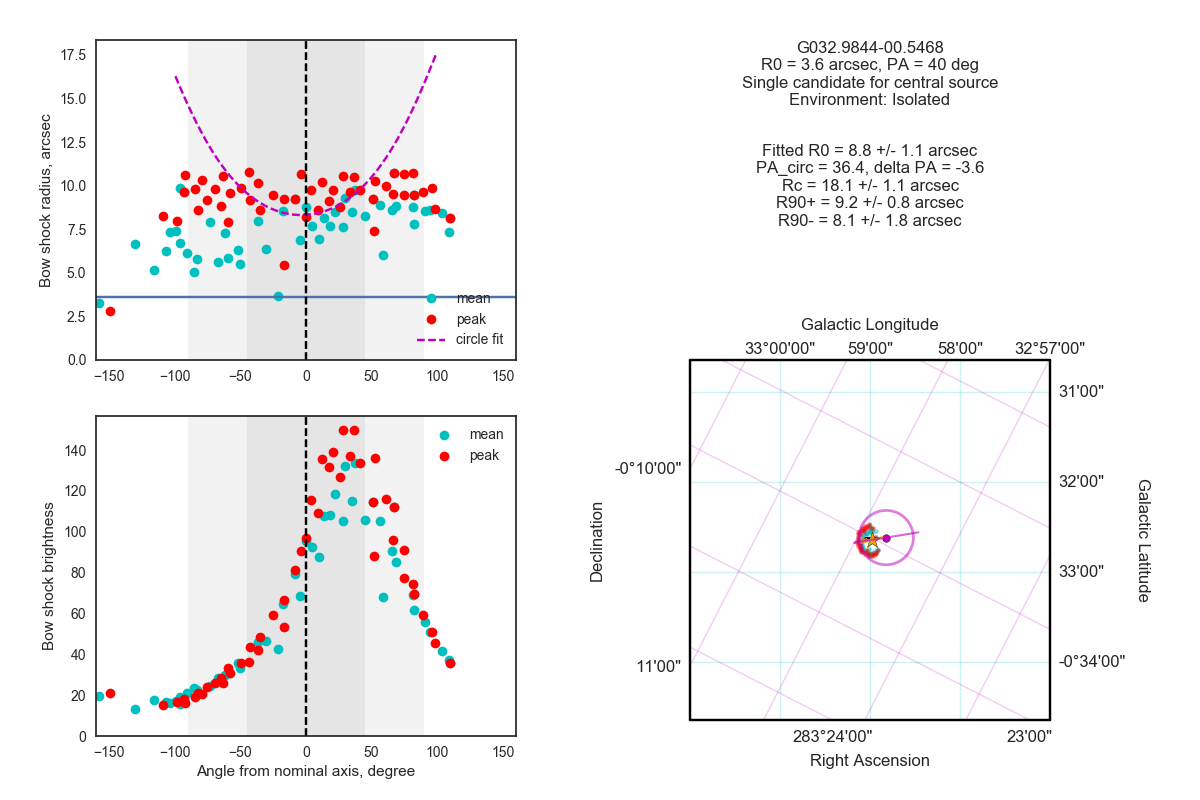 G032.9844-00.5468
R0 = 3.6 arcsec, PA = 40 deg
Single candidate for central source
Environment: Isolated
Fitted R0 = 8.8 +/- 1.1 arcsec
PA_circ = 36.4, delta PA = -3.6
Rc = 18.1 +/- 1.1 arcsec
R90+ = 9.2 +/- 0.8 arcsec
R90- = 8.1 +/- 1.8 arcsec
Bow shock radius, arcsec
17.5
15.0
12.5
10.0
7.5
5.0
2.5
0.0
mean
peak
circle fit
−150
−100
−50
0
50
100
150
Bow shock brightness
140
120
100
80
60
40
20
0
mean
peak
−150
−100
−50
0
50
100
150
Angle from nominal axis, degree
Galactic Longitude
33°00'00"
59'00"
58'00"
32°57'00"
31'00"
32'00"
33'00"
-0°34'00"
Galactic Latitude
-0°10'00"
11'00"
Declination
283°24'00"
23'00"
Right Ascension